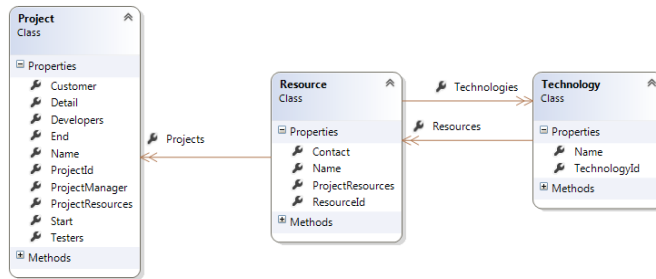 Project
Class
Properties
Customer
Detail
Developers
End
Name
ProjectId
ProjectManager
ProjectResources
Start
Testers
Methods
Projects
Resource
Class
Properties
Contact
Name
ProjectResources
ResourceId
Methods
Technologies
Resources
Technology
Class
Properties
Name
TechnologyId
Methods